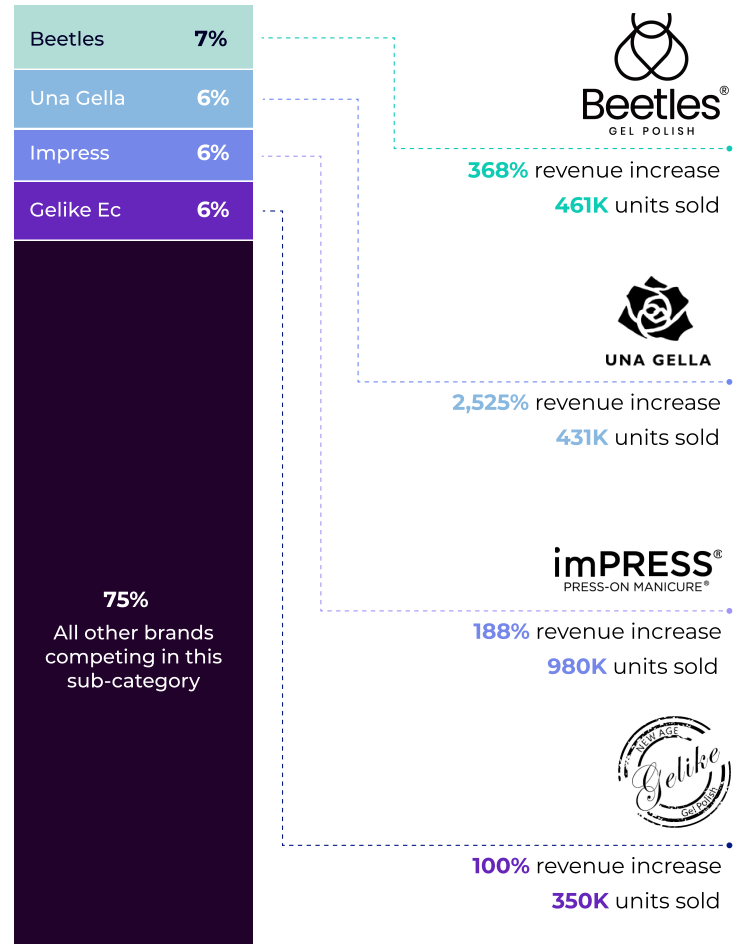 Beetles 7%
Una Gella 6%
Impress 6%
Gelike Ec 6%
75%
All other brands
competing in this
sub-category
Beetles®
GEL POLISH
368% revenue increase
461K units sold
UNA GELLA
2,525% revenue increase
431K units sold
imPRESS®
PRESS-ON MANICURE®
188% revenue increase
980K units sold
NEW AGE
Gelike
Gel Polish
100% revenue increase
350K units sold